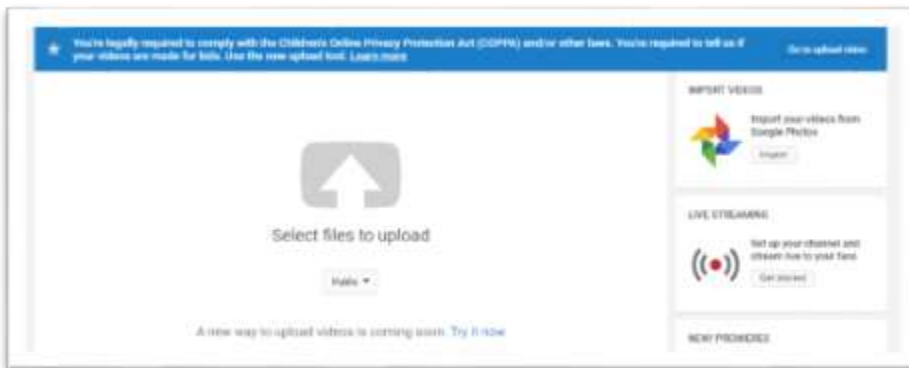 You're legally required to comply with the Children's Online Privacy Protection Act (COPPA) and/or other laws. You're required to tell us if
your videos are made for kids. Use the new upload tool. Learn more
Go to upload video
Select files to upload
Public
A new way to upload videos is coming soon. Try it now
IMPORT VIDEOS
Import your videos from
Google Photos
Import
LIVE STREAMING
Set up your channel and
stream live to your fans
Get started
NEW! PREMIERES